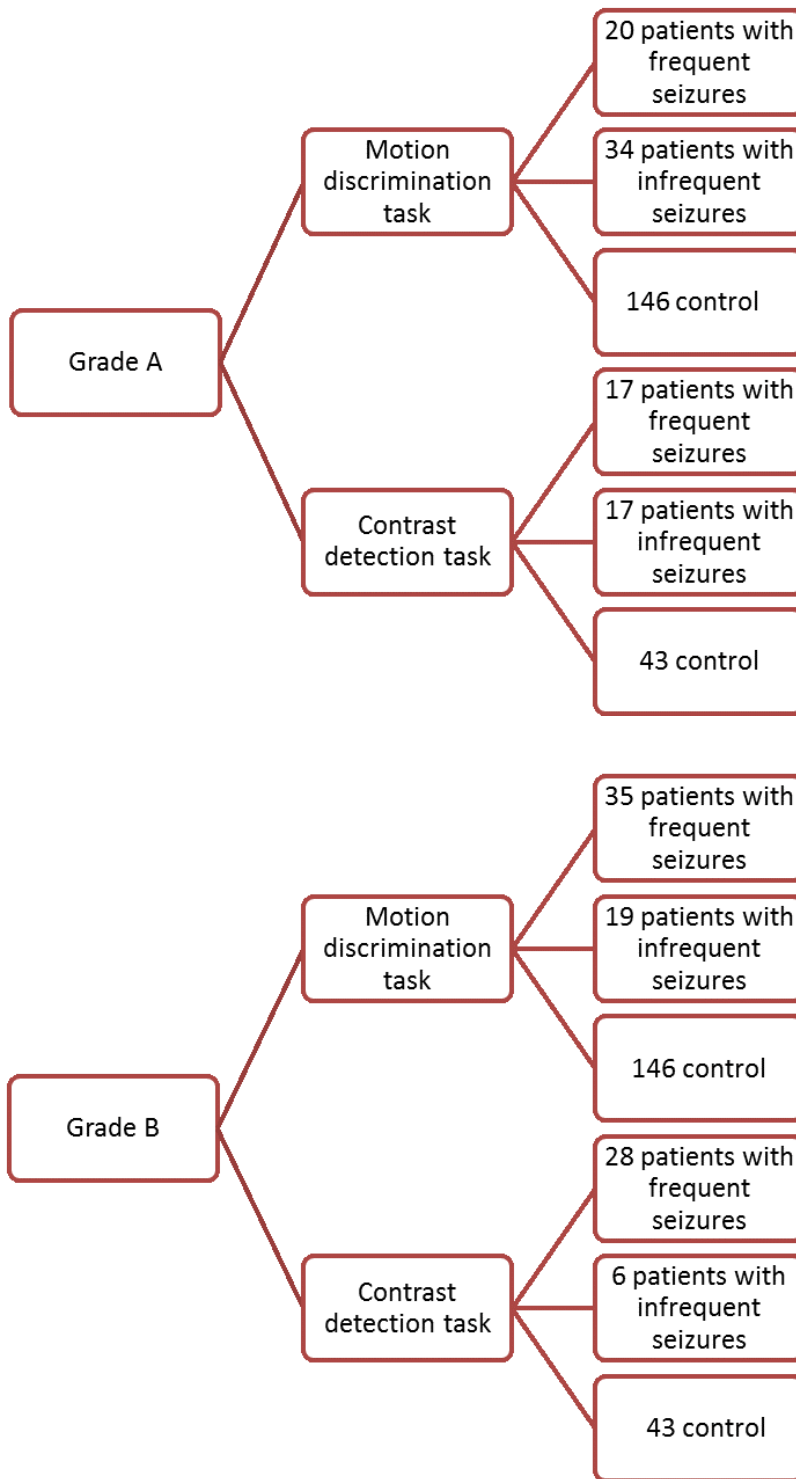 20 patients with
frequent
seizures
Motion
discrimination
task
34 patients with
infrequent
seizures
146 control
Grade A
17 patients with
frequent
seizures
Contrast
detection task
17 patients with
infrequent
seizures
43 control
35 patients with
frequent
seizures
Motion
discrimination
task
19 patients with
infrequent
seizures
146 control
Grade B
28 patients with
frequent
seizures
Contrast
detection task
6 patients with
infrequent
seizures
43 control